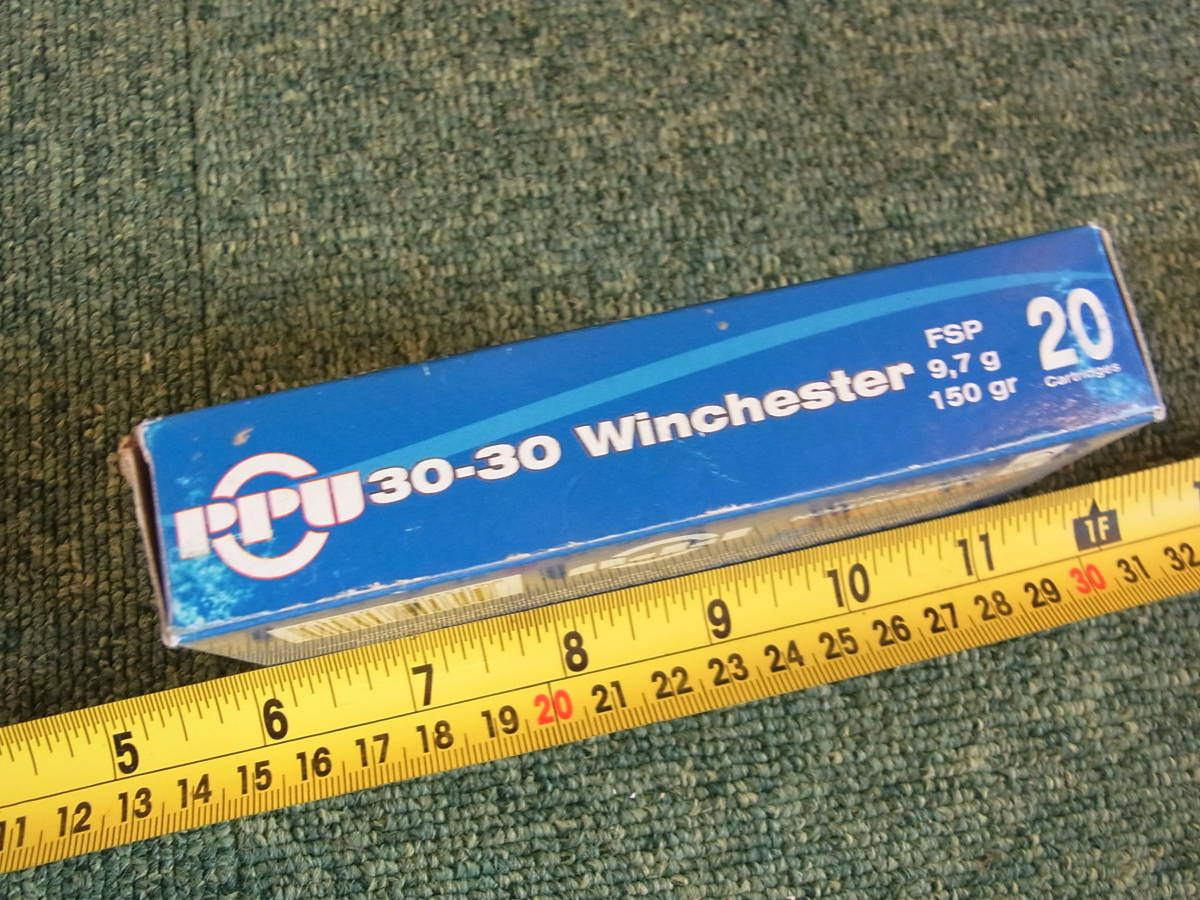 PPU 30-30 Winchester
FSP
9,7 g
150 gr
20
Cartridges
5 6 7 8 9 10 11 1F
11 12 13 14 15 16 17 18 19 20 21 22 23 24 25 26 27 28 29 30 31 32